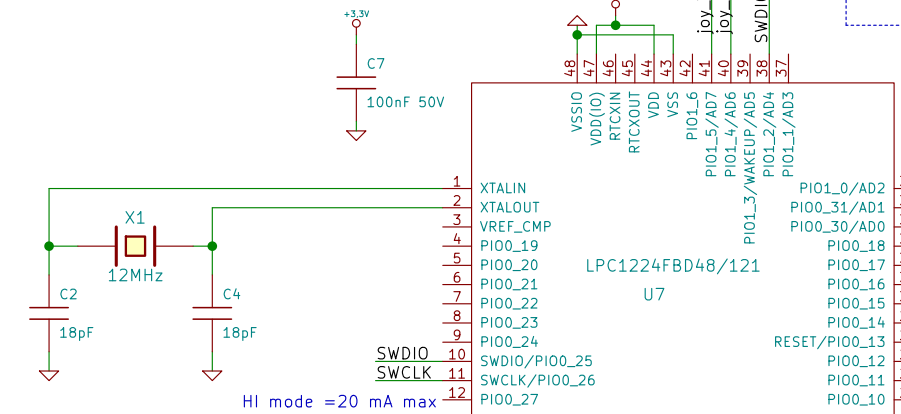 +3.3V
C7
100nF 50V
joy_
joy_
SWDIO
48
47
46
45
44
43
42
41
40
39
38
37
VSSIO
VDD(IO)
RTCXIN
RTCXOUT
VDD
VSS
PIO1_6
PIO1_5/AD7
PIO1_4/AD6
PIO1_3/WAKEUP/AD5
PIO1_2/AD4
PIO1_1/AD3
1 XTALIN
2 XTALOUT
3 VREF_CMP
4 PIO0_19
5 PIO0_20
6 PIO0_21
7 PIO0_22
8 PIO0_23
9 PIO0_24
SWDIO 10 SWDIO/PIO0_25
SWCLK 11 SWCLK/PIO0_26
HI mode =20 mA max 12 PIO0_27
X1
12MHz
C2
18pF
C4
18pF
LPC1224FBD48/121
U7
PIO1_0/AD2
PIO0_31/AD1
PIO0_30/AD0
PIO0_18
PIO0_17
PIO0_16
PIO0_15
PIO0_14
RESET/PIO0_13
PIO0_12
PIO0_11
PIO0_10